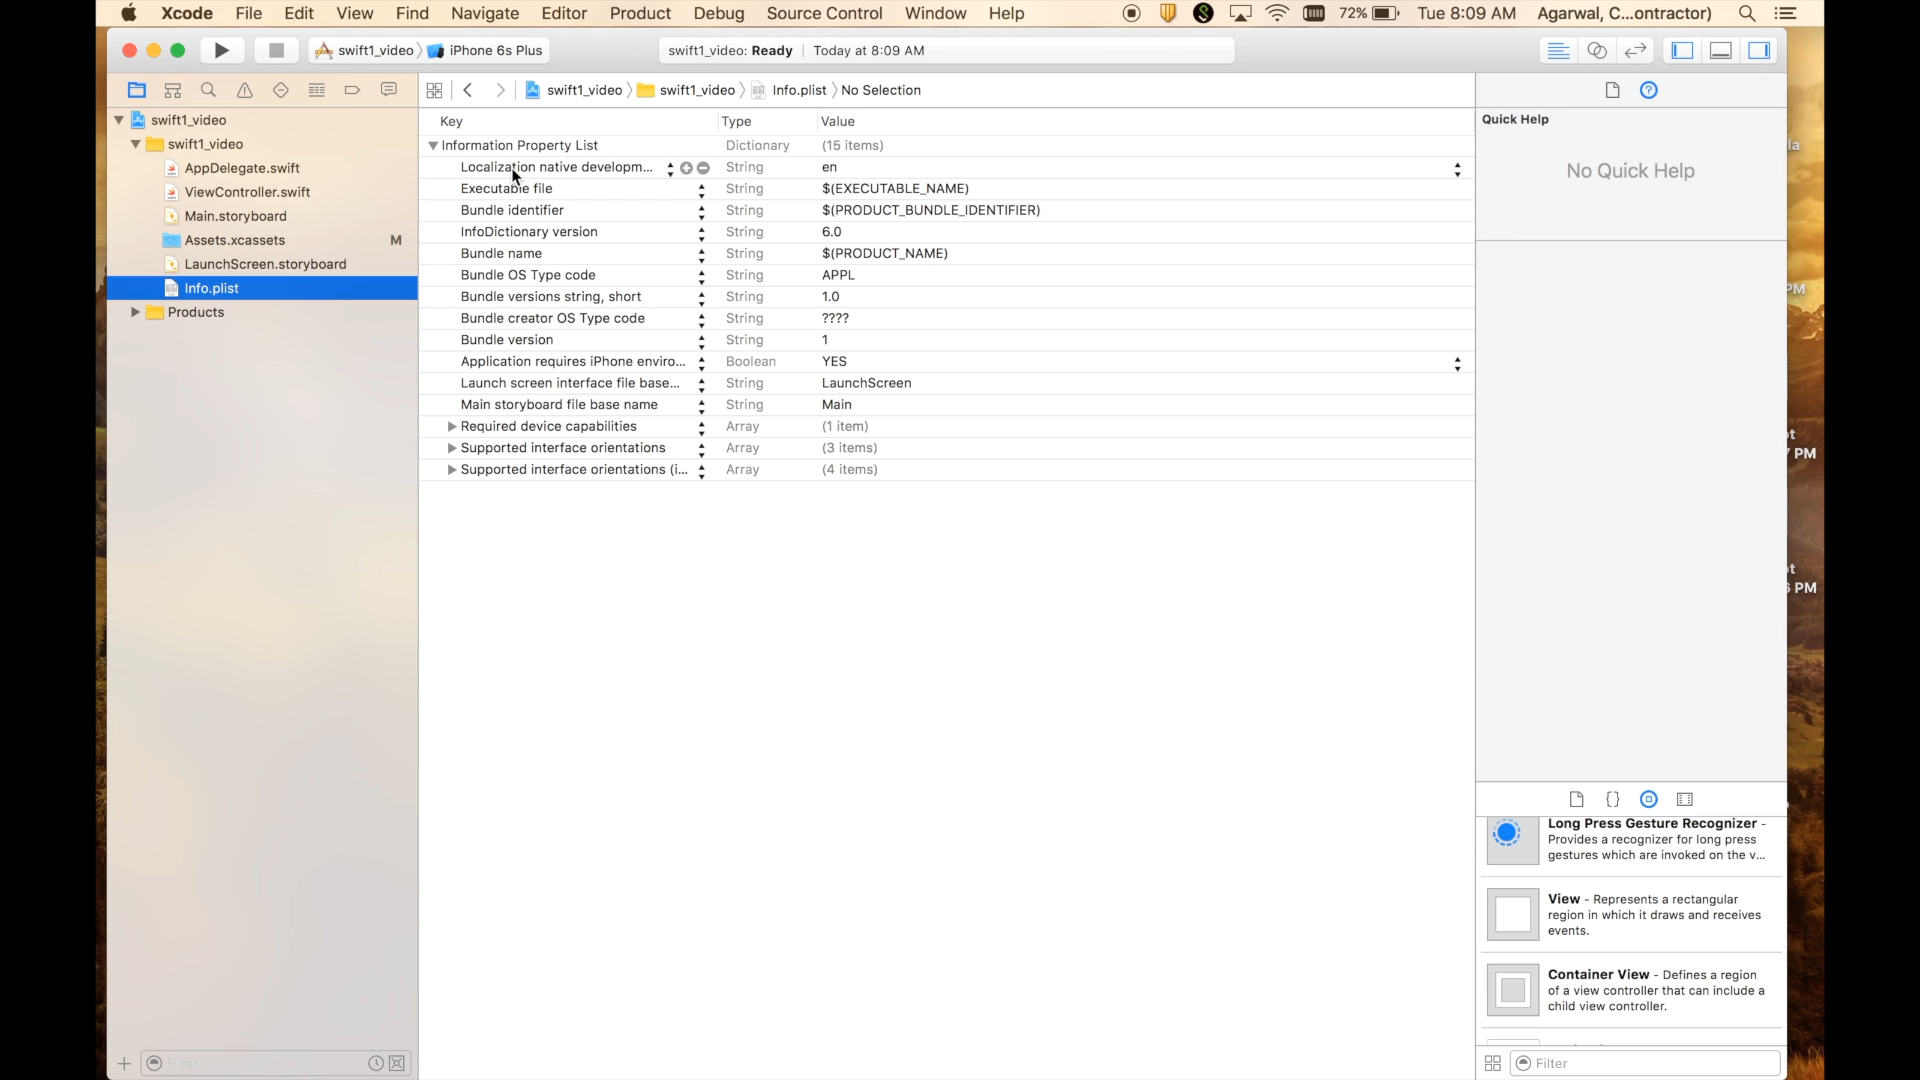 Xcode File Edit View Find Navigate Editor Product Debug Source Control Window Help 72% Tue 8:09 AM Agarwal, C...ontractor)
swift1_video iPhone 6s Plus swift1_video: Ready Today at 8:09 AM
swift1_video swift1_video Info.plist No Selection
swift1_video
swift1_video
AppDelegate.swift
ViewController.swift
Main.storyboard
Assets.xcassets M
LaunchScreen.storyboard
Info.plist
Products
Filter
Key Type Value
Information Property List Dictionary (15 items)
Localization native developm... String en
Executable file String $(EXECUTABLE_NAME)
Bundle identifier String $(PRODUCT_BUNDLE_IDENTIFIER)
InfoDictionary version String 6.0
Bundle name String $(PRODUCT_NAME)
Bundle OS Type code String APPL
Bundle versions string, short String 1.0
Bundle creator OS Type code String ????
Bundle version String 1
Application requires iPhone enviro... Boolean YES
Launch screen interface file base... String LaunchScreen
Main storyboard file base name String Main
Required device capabilities Array (1 item)
Supported interface orientations Array (3 items)
Supported interface orientations (i... Array (4 items)
Quick Help
No Quick Help
Long Press Gesture Recognizer -
Provides a recognizer for long press
gestures which are invoked on the v...
View - Represents a rectangular
region in which it draws and receives
events.
Container View - Defines a region
of a view controller that can include a
child view controller.
Filter
la
PM
ot
7 PM
ot
6 PM